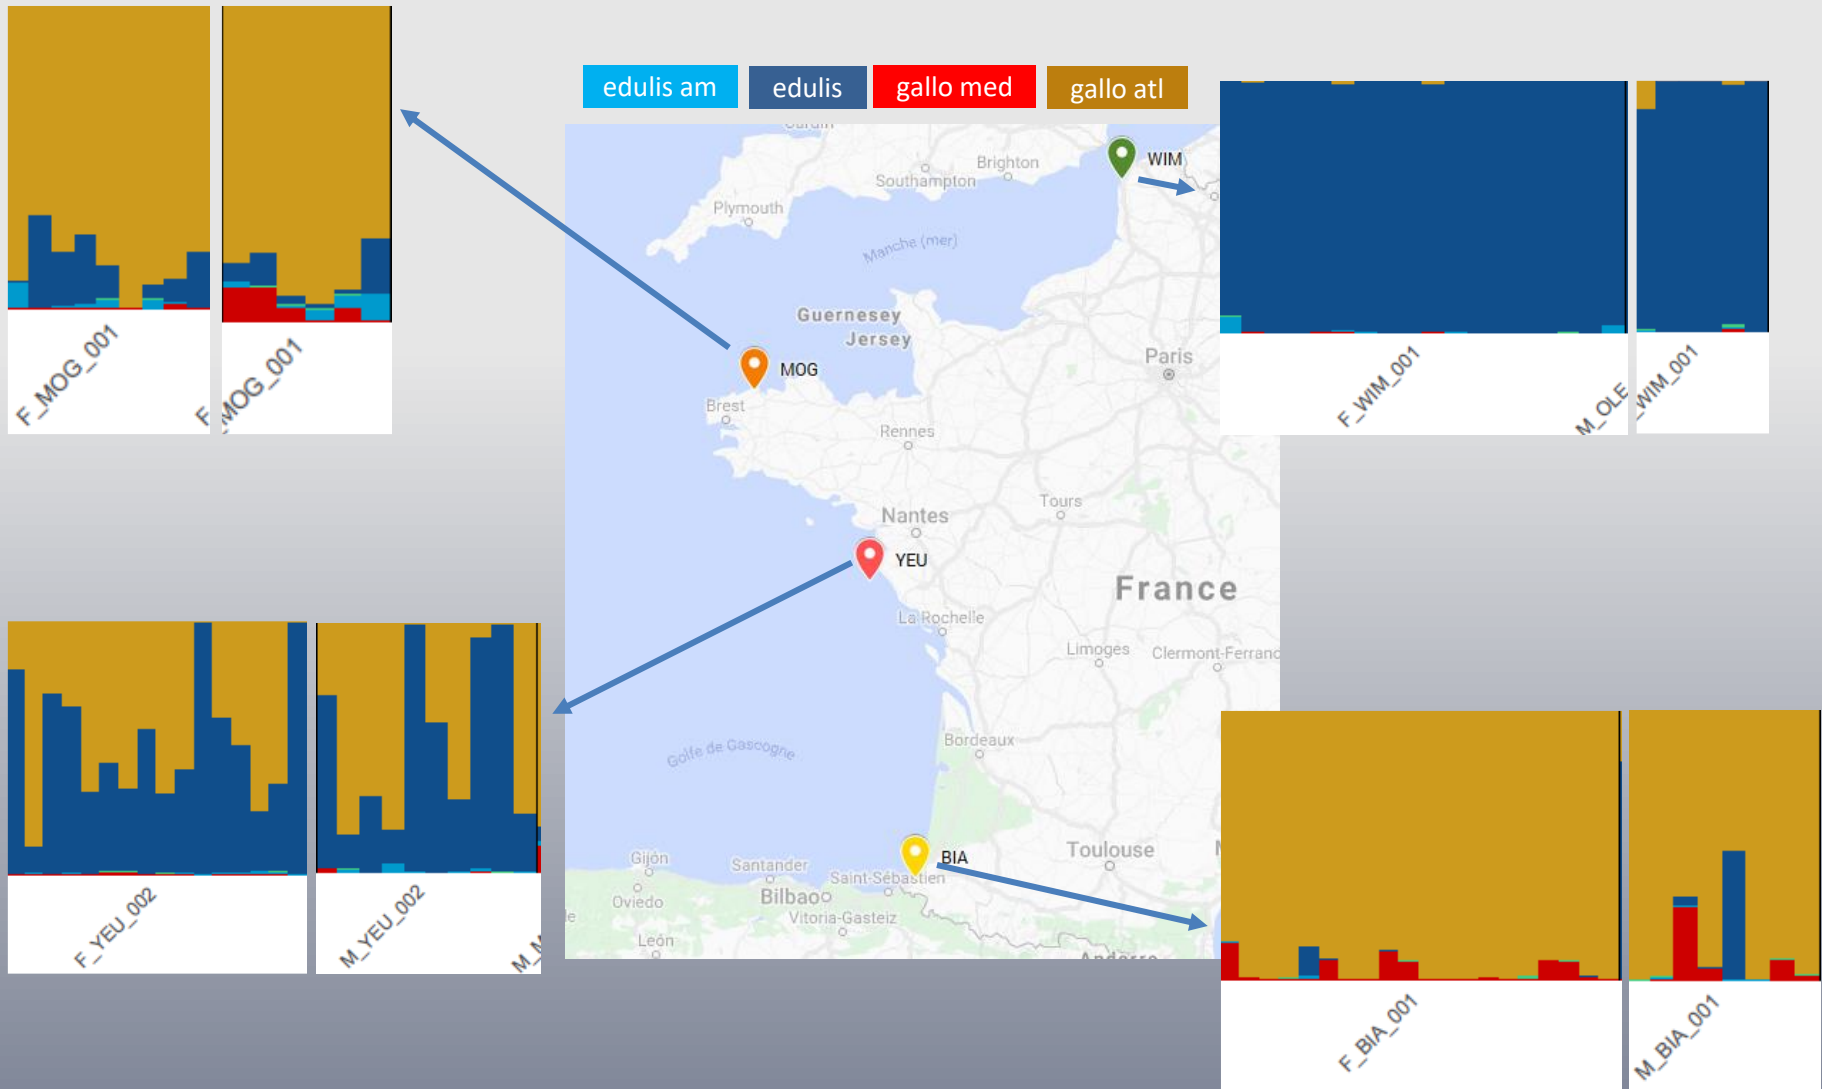 edulis am
edulis
gallo med
gallo atl
F_MOG_001
MOG_001
F_WIM_001
M_OLE
WIM_001
F_YEU_002
M_YEU_002
F_BIA_001
M_BIA_001
WIM
Brighton
Southampton
Plymouth
Manche (mer)
Guernesey
Jersey
Paris
MOG
Brest
Rennes
Tours
Nantes
YEU
France
La Rochelle
Limoges
Clermont-Ferrand
Golfe de Gascogne
Bordeaux
BIA
Toulouse
Gijón
Santander
Saint-Sébastien
Oviedo
Bilbao
Vitoria-Gasteiz
León